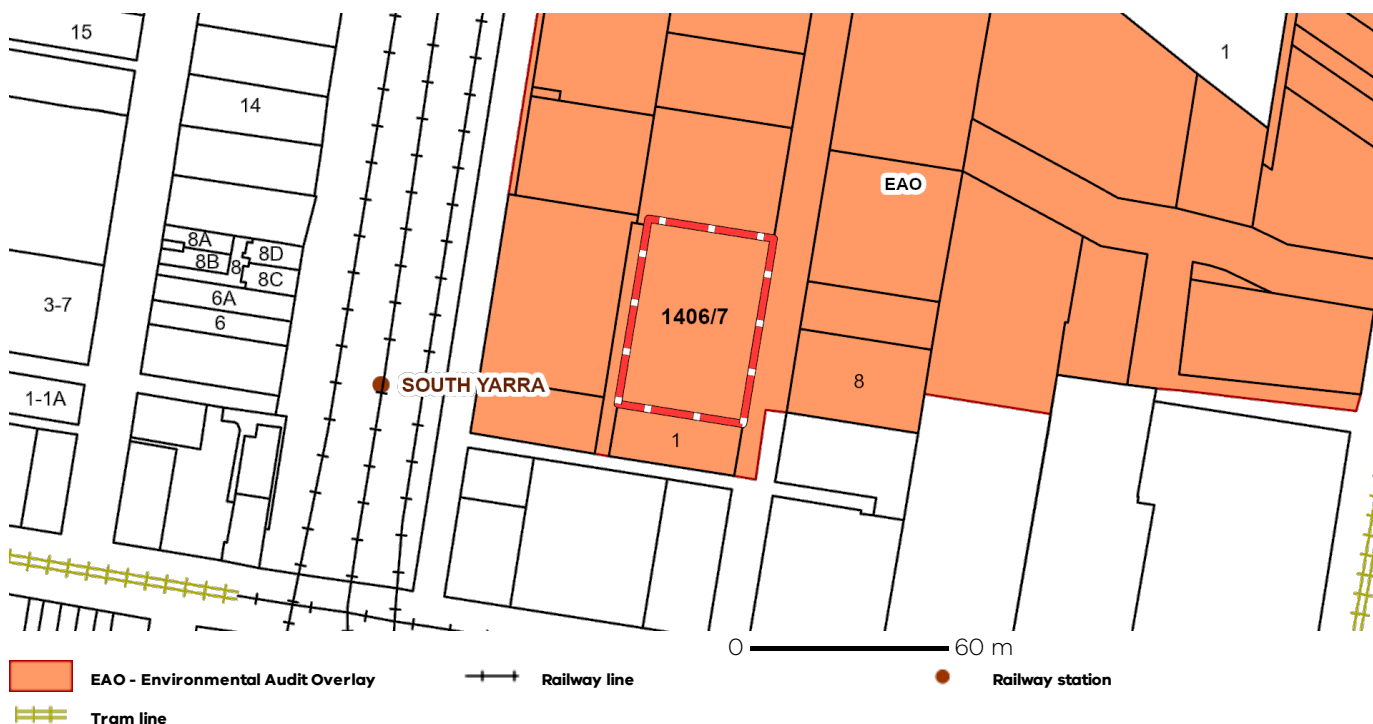 15
1
14
EAO
8A
8D
8B
8
8C
6A
3-7
6
1406/7
SOUTH YARRA
8
1-1A
1
0 60 m
EAO - Environmental Audit Overlay
Railway line
Railway station
Tram line